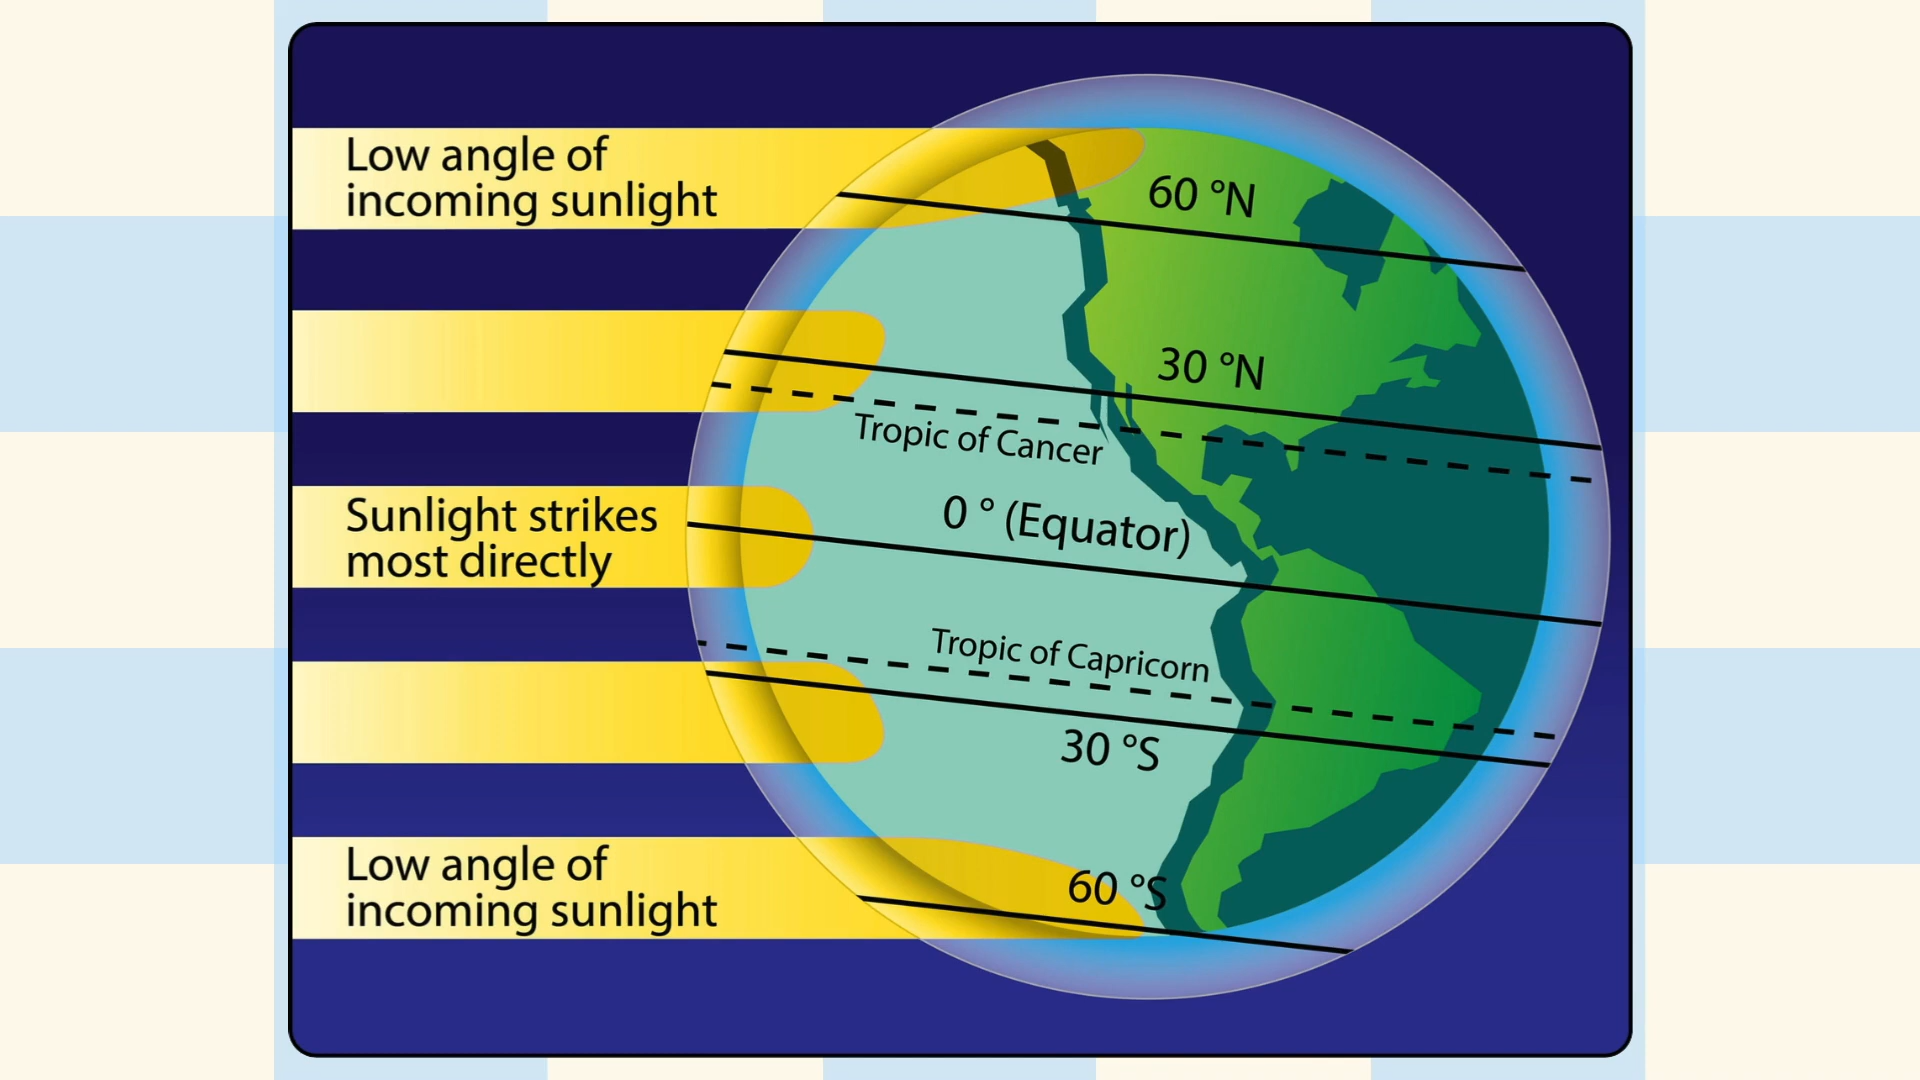 Low angle of
incoming sunlight
60 °N
30 °N
Tropic of Cancer
0 ° (Equator)
Sunlight strikes
most directly
Tropic of Capricorn
30 °S
Low angle of
incoming sunlight
60 °S